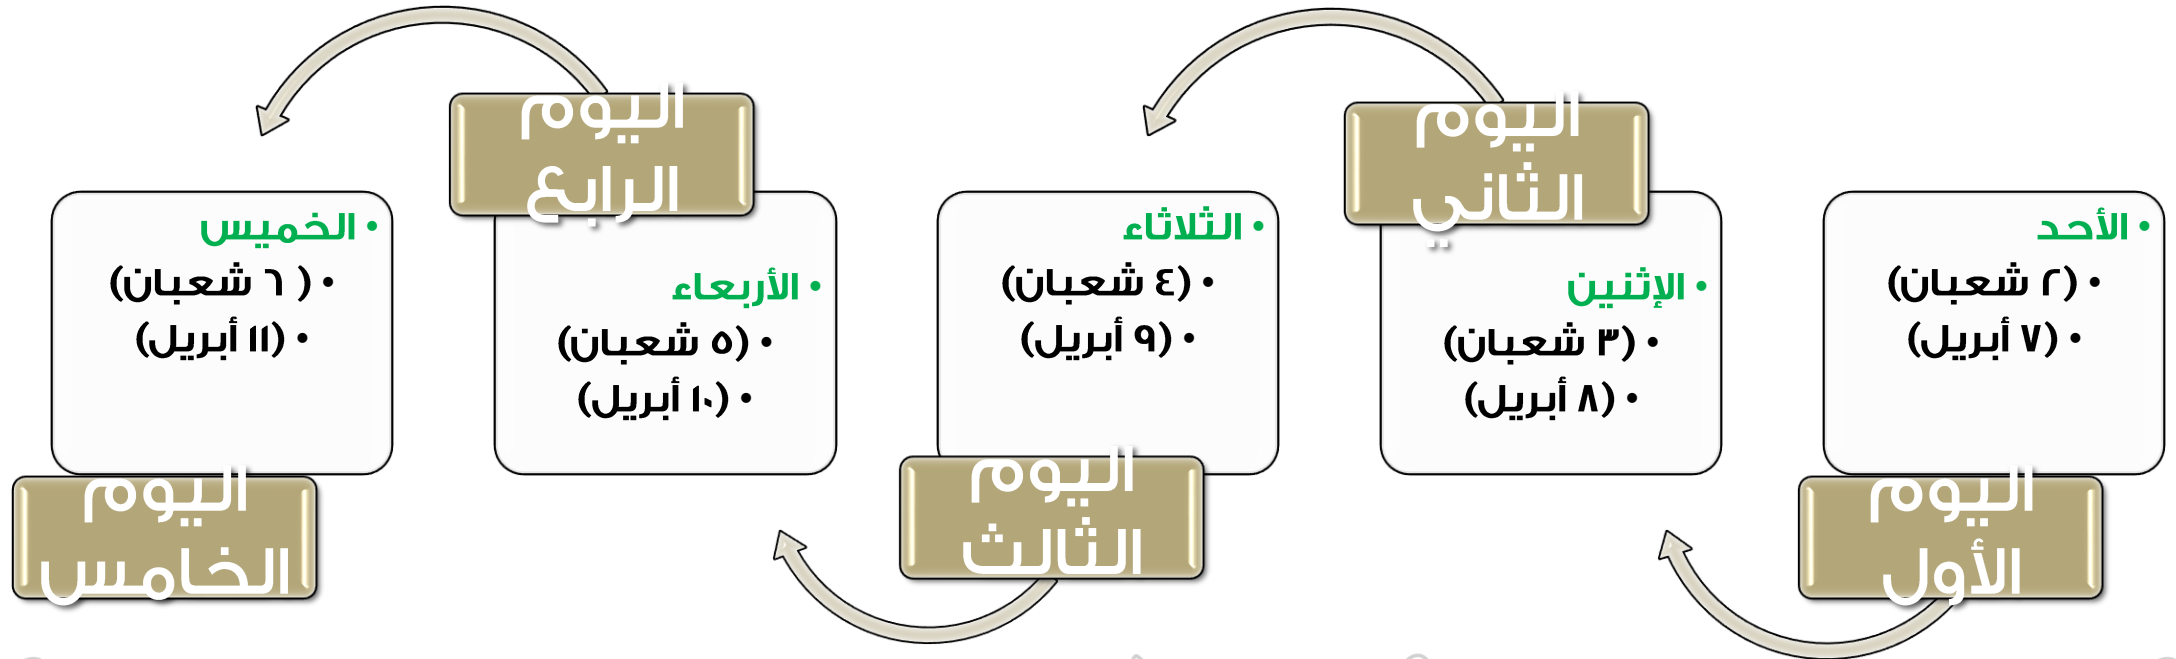 • الأحد
• (٢ شعبان)
• (٧ أبريل)
اليوم
الأول
اليوم
الثاني
• الإثنين
• (٣ شعبان)
• (٨ أبريل)
• الثلاثاء
• (٤ شعبان)
• (٩ أبريل)
اليوم
الثالث
اليوم
الرابع
• الأربعاء
• (٥ شعبان)
• (١٠ أبريل)
• الخميس
• ( ٦ شعبان)
• (١١ أبريل)
اليوم
الخامس